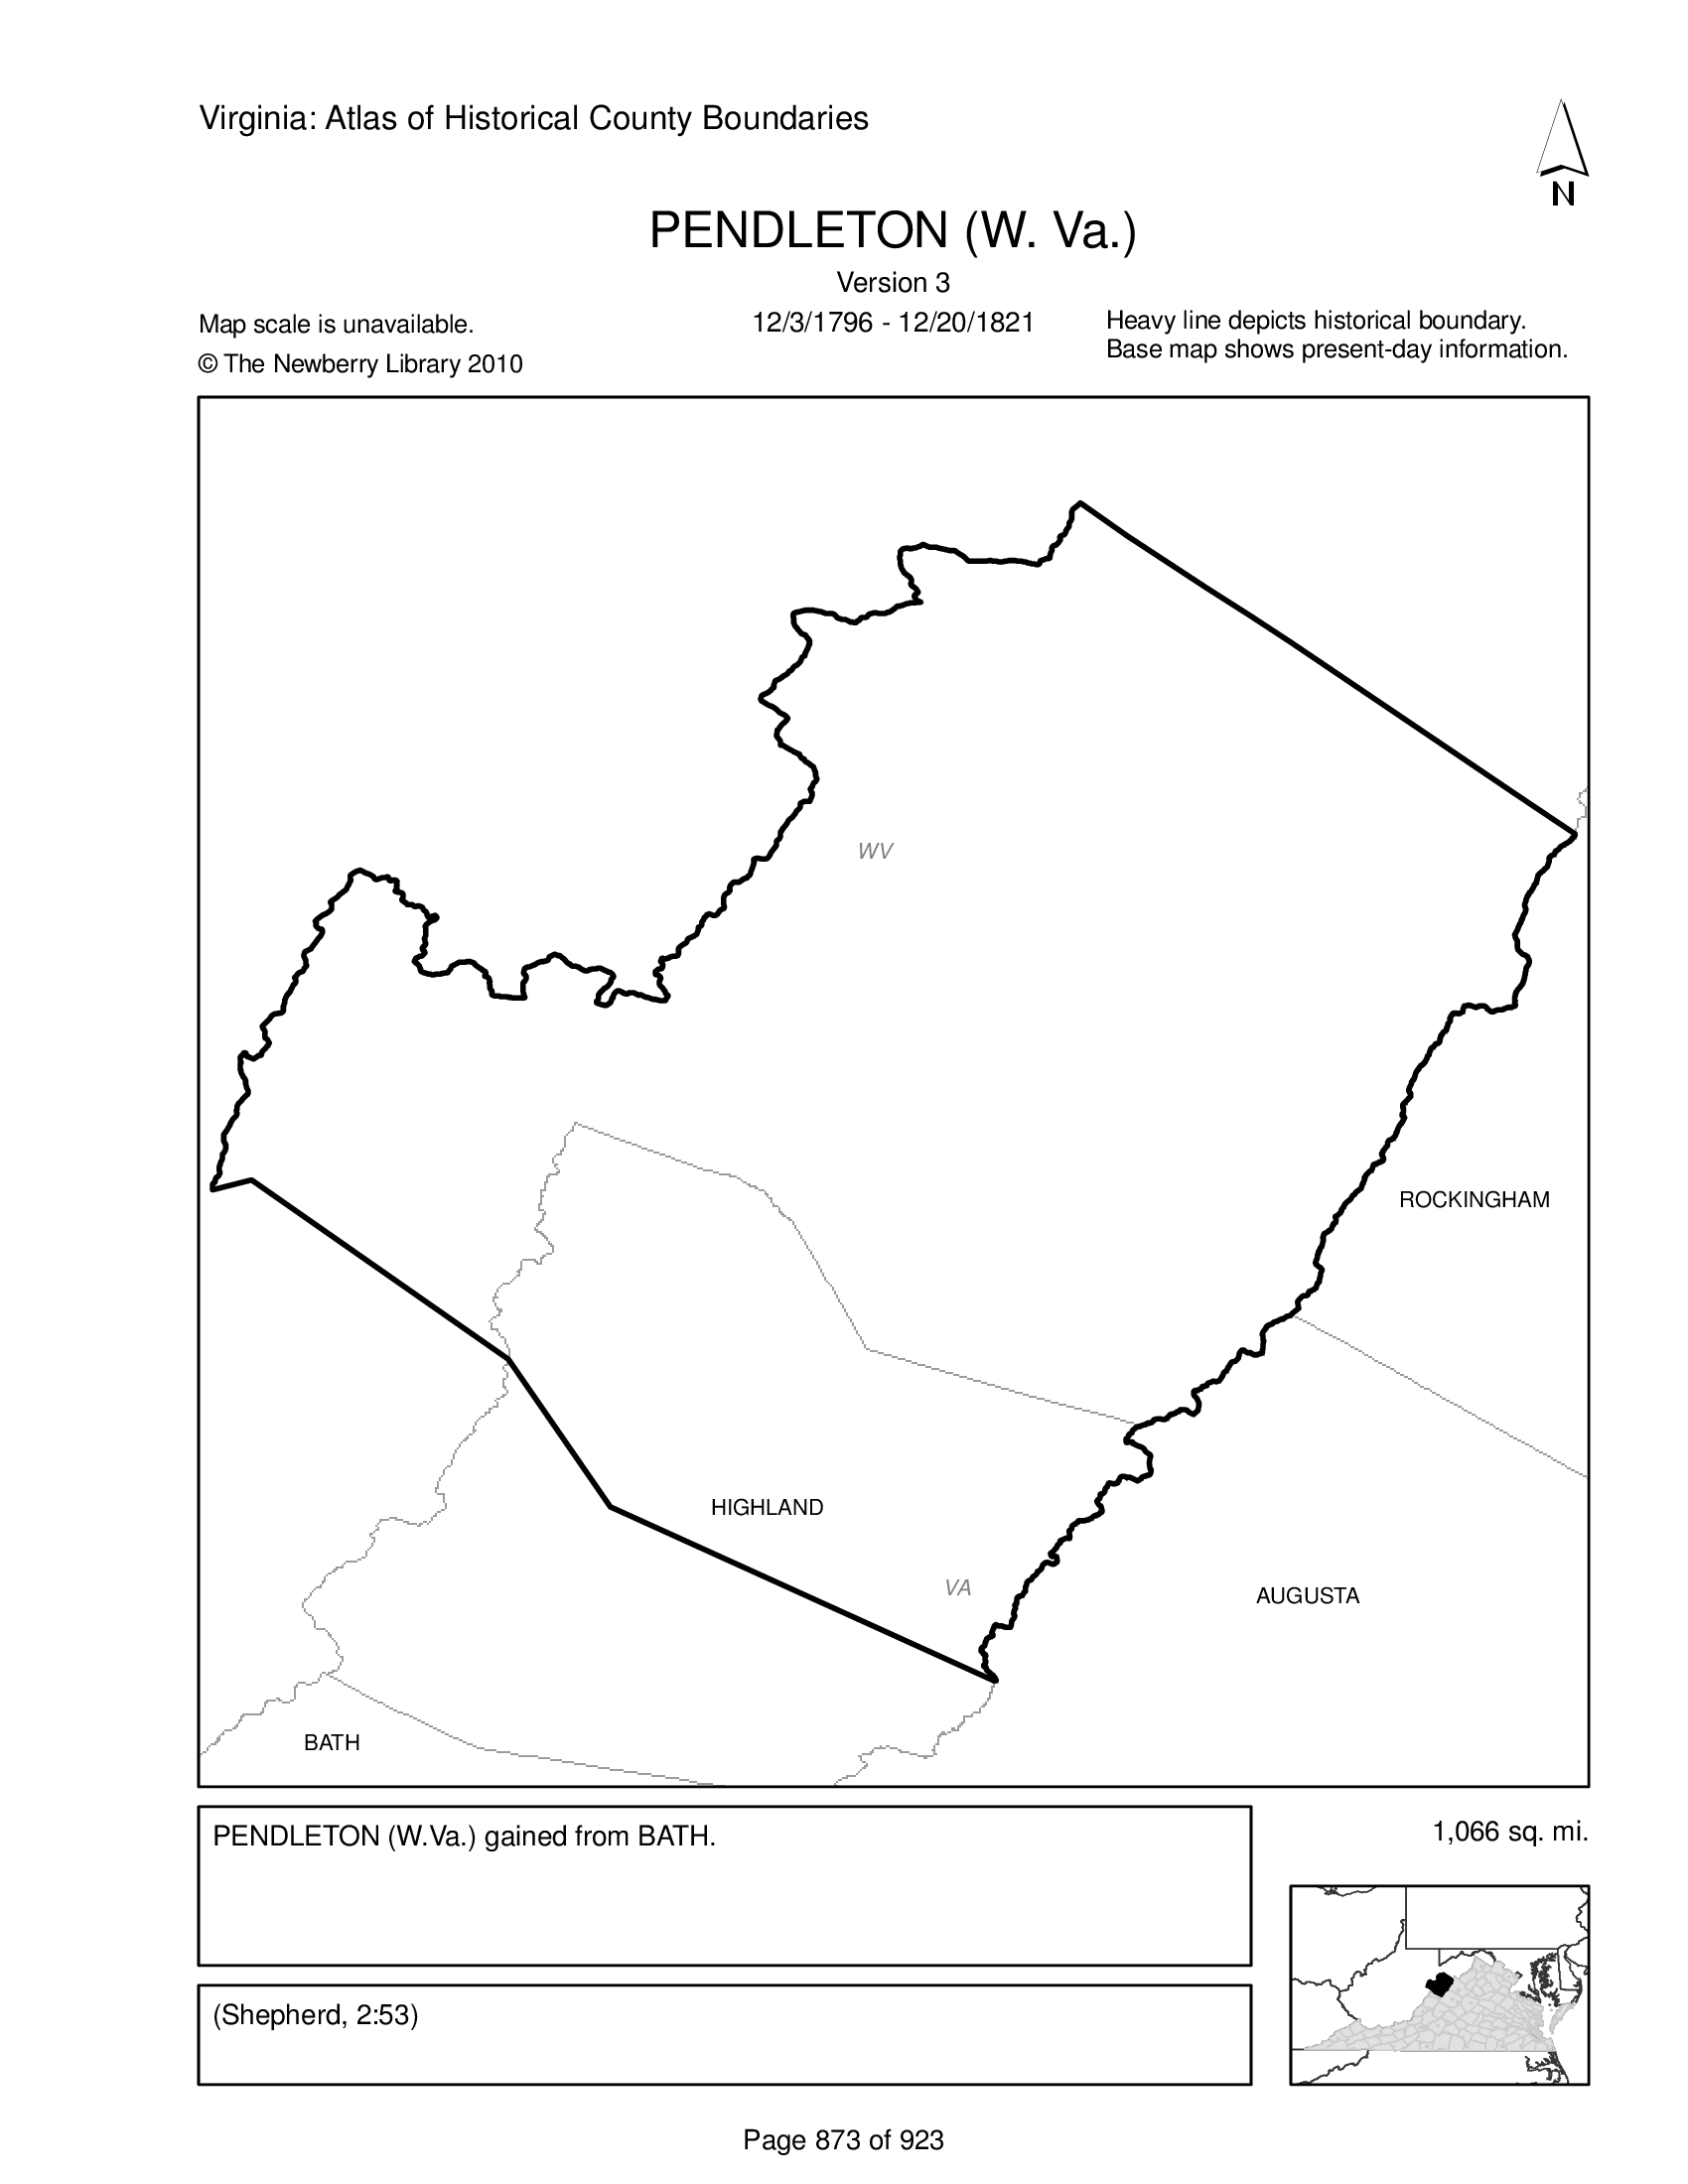 Virginia: Atlas of Historical County Boundaries
N
PENDLETON (W. Va.)
Version 3
Map scale is unavailable.
12/3/1796 - 12/20/1821
Heavy line depicts historical boundary.
© The Newberry Library 2010
Base map shows present-day information.
WV
ROCKINGHAM
HIGHLAND
VA
AUGUSTA
BATH
PENDLETON (W.Va.) gained from BATH.
1,066 sq. mi.
(Shepherd, 2:53)
Page 873 of 923